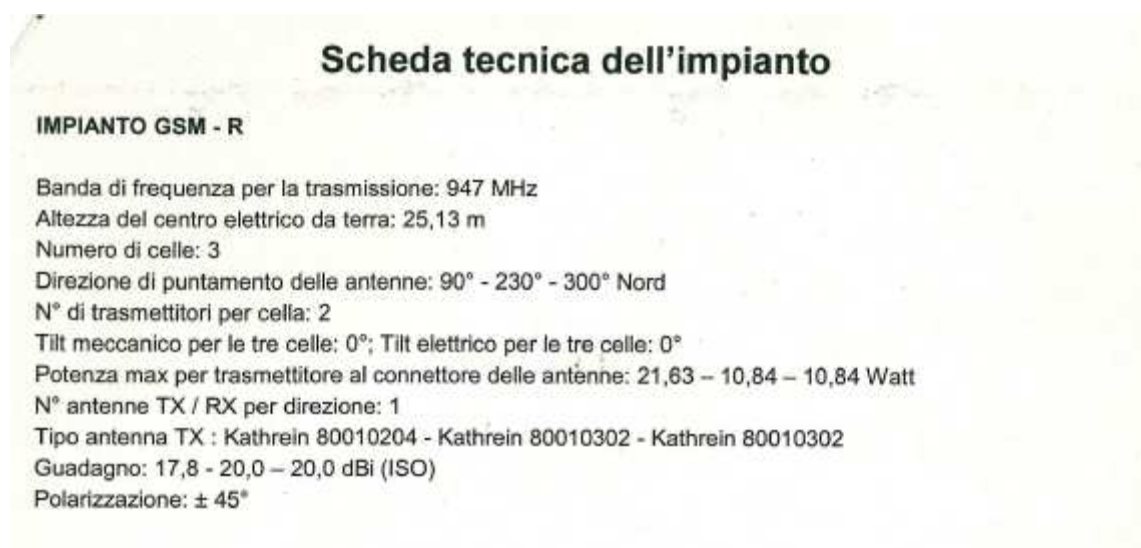 Scheda tecnica dell'impianto
IMPIANTO GSM - R
Banda di frequenza per la trasmissione: 947 MHz
Altezza del centro elettrico da terra: 25,13 m
Numero di celle: 3
Direzione di puntamento delle antenne: 90° - 230° - 300° Nord
N° di trasmettitori per cella: 2
Tilt meccanico per le tre celle: 0°; Tilt elettrico per le tre celle: 0°
Potenza max per trasmettitore al connettore delle antenne: 21,63 – 10,84 – 10,84 Watt
N° antenne TX / RX per direzione: 1
Tipo antenna TX : Kathrein 80010204 - Kathrein 80010302 - Kathrein 80010302
Guadagno: 17,8 - 20,0 – 20,0 dBi (ISO)
Polarizzazione: ± 45°